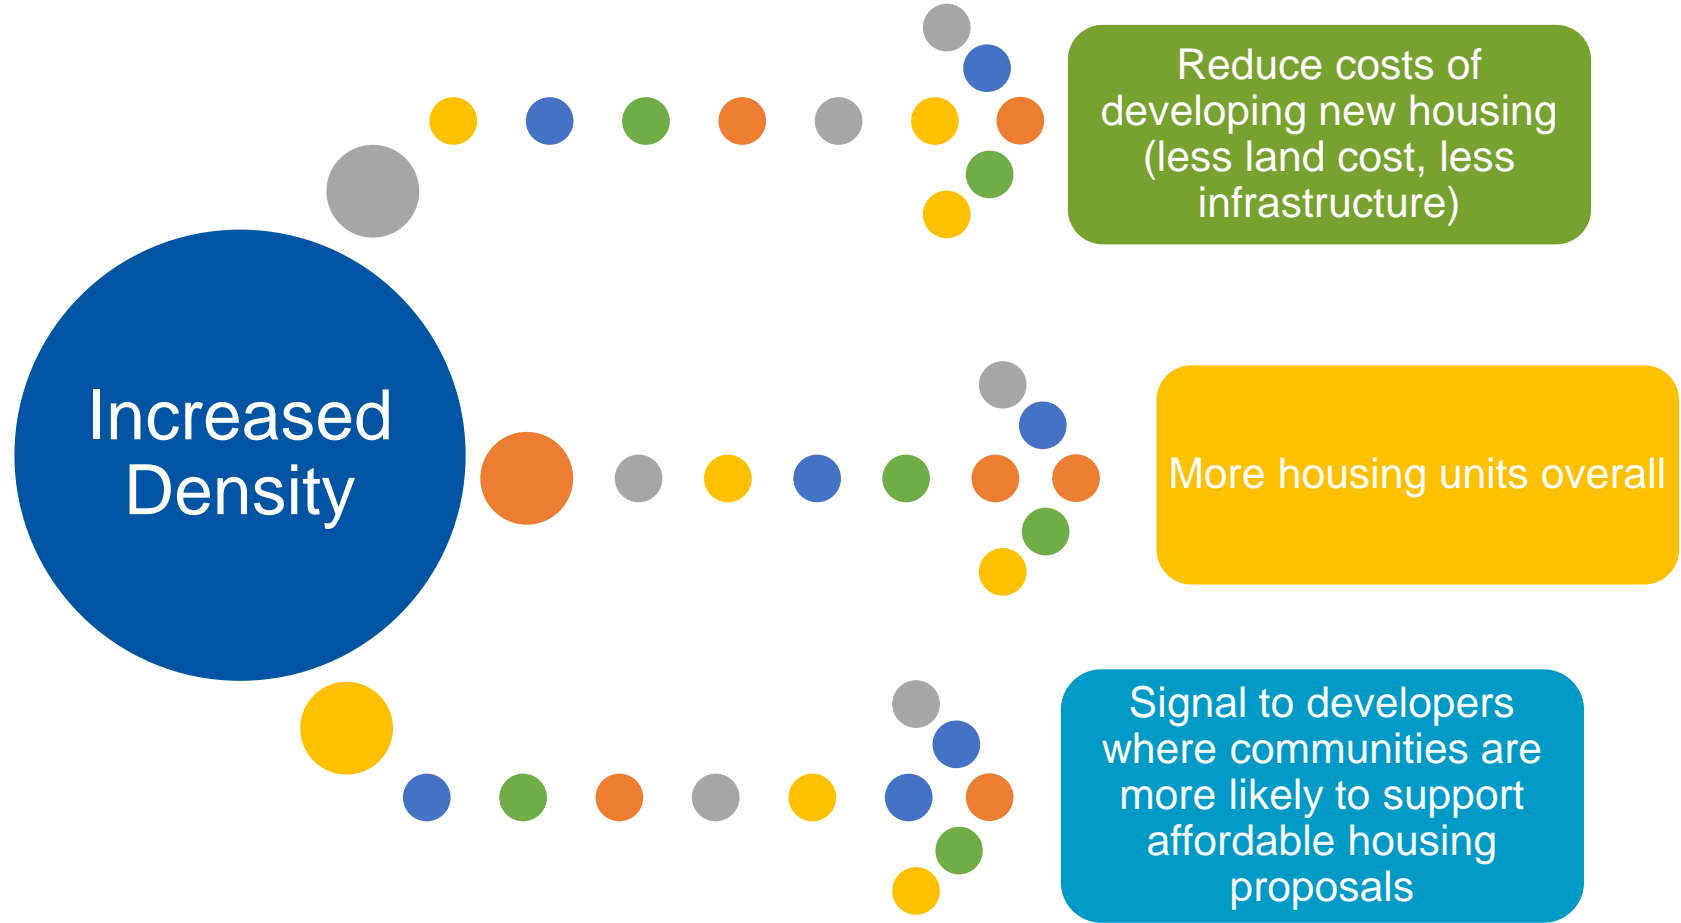 Increased
Density
Reduce costs of
developing new housing
(less land cost, less
infrastructure)
More housing units overall
Signal to developers
where communities are
more likely to support
affordable housing
proposals